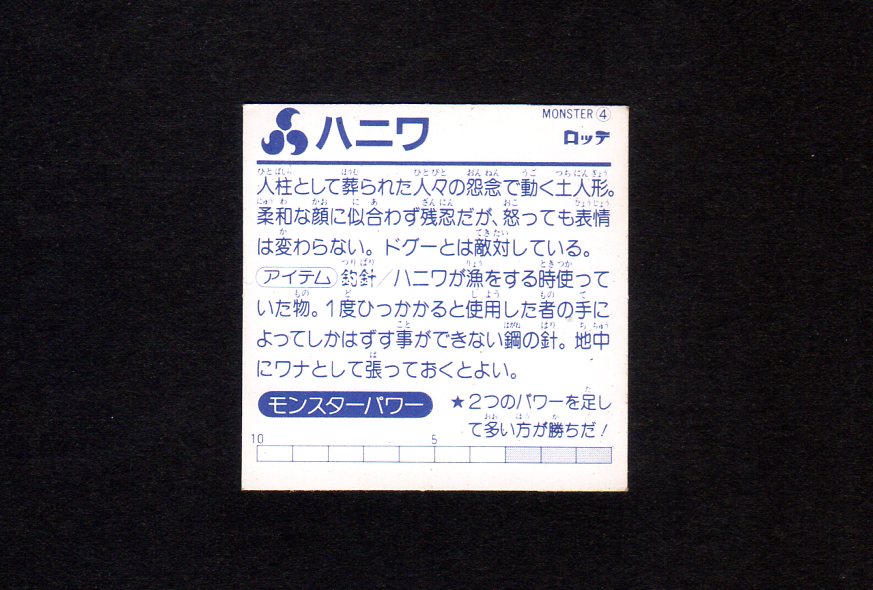 MONSTER ④
ハニワ
ロッテ
人柱として葬られた人々の怨念で動く土人形。
柔和な顔に似合わず残忍だが、怒っても表情
は変わらない。ドグーとは敵対している。
アイテム 釣針/ハニワが漁をする時使って
いた物。1度ひっかかると使用した者の手に
よってしかはずす事ができない鋼の針。地中
にワナとして張っておくとよい。
モンスターパワー ★2つのパワーを足し
て多い方が勝ちだ!
10 5